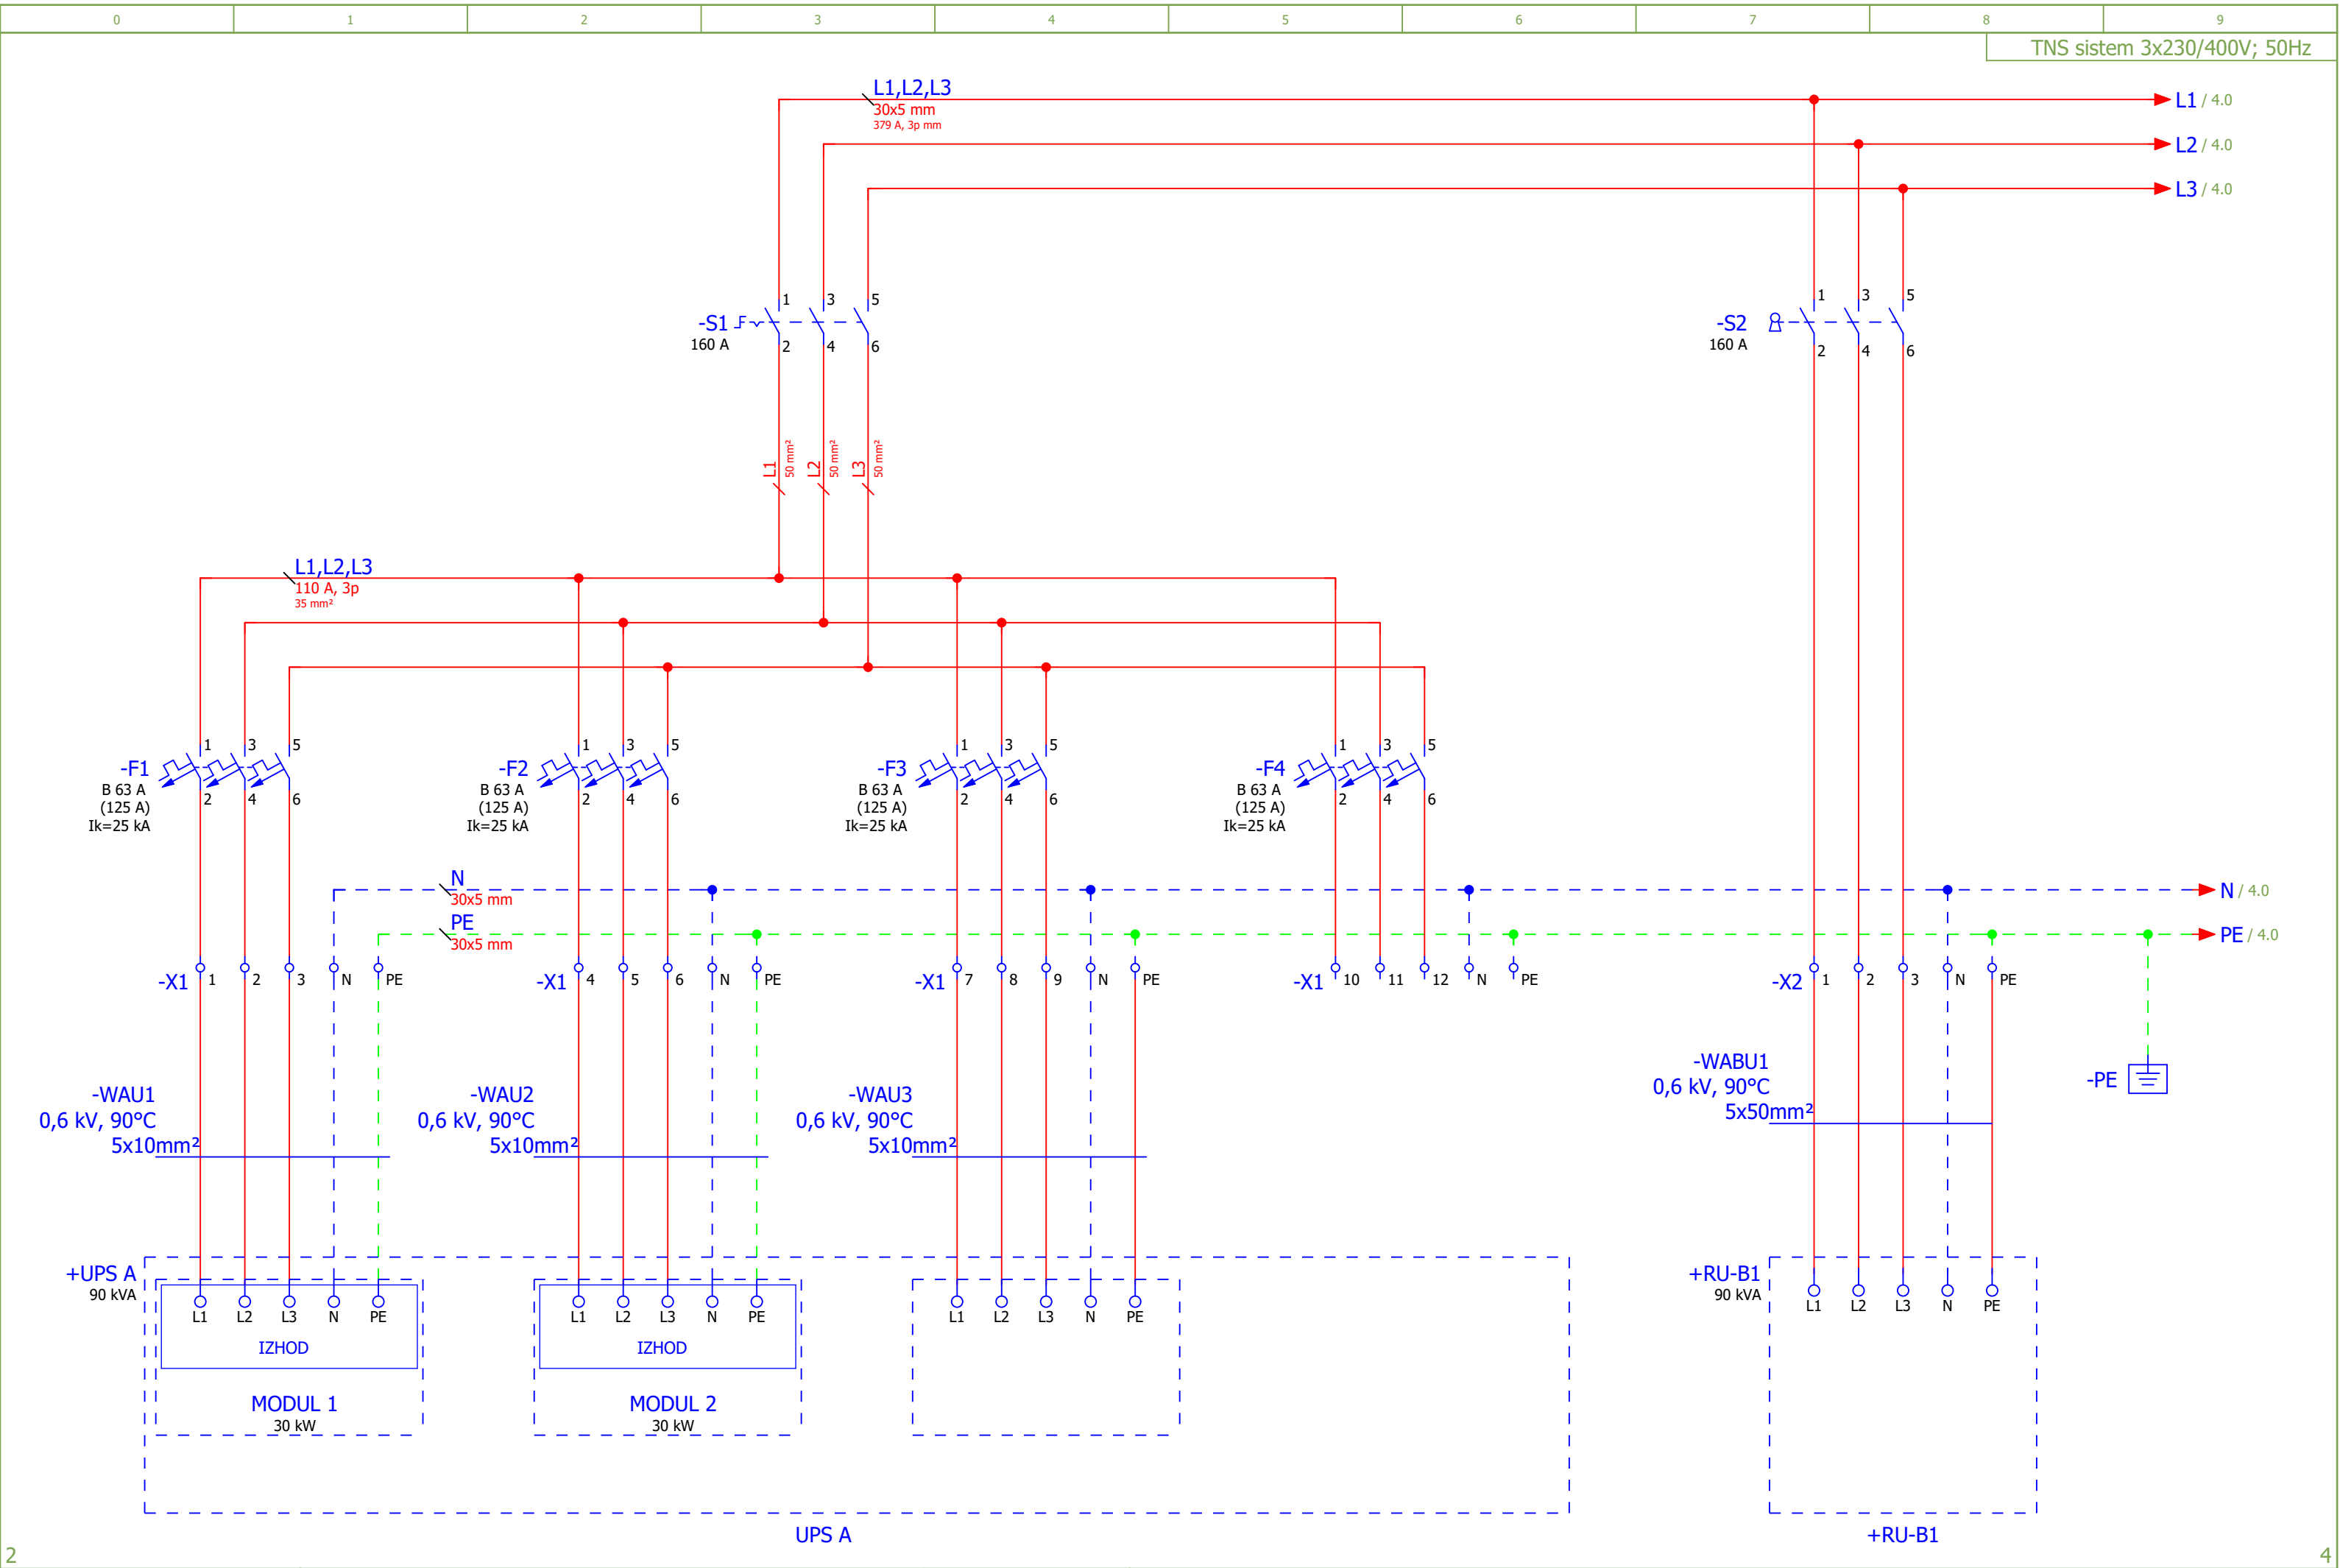 0 1 2 3 4 5 6 7 8 9
TNS sistem 3x230/400V; 50Hz
L1,L2,L3
30x5 mm
379 A, 3p mm
L1 / 4.0
L2 / 4.0
L3 / 4.0
-S1
160 A
1 3 5
2 4 6
-S2
160 A
1 3 5
2 4 6
L1 50 mm²
L2 50 mm²
L3 50 mm²
L1,L2,L3
110 A, 3p
35 mm²
-F1
B 63 A
(125 A)
Ik=25 kA
1 3 5
2 4 6
-F2
B 63 A
(125 A)
Ik=25 kA
1 3 5
2 4 6
-F3
B 63 A
(125 A)
Ik=25 kA
1 3 5
2 4 6
-F4
B 63 A
(125 A)
Ik=25 kA
1 3 5
2 4 6
N
30x5 mm
N / 4.0
PE
30x5 mm
PE / 4.0
-X1 1 2 3 N PE
-X1 4 5 6 N PE
-X1 7 8 9 N PE
-X1 10 11 12 N PE
-X2 1 2 3 N PE
-WAU1
0,6 kV, 90°C
5x10mm²
-WAU2
0,6 kV, 90°C
5x10mm²
-WAU3
0,6 kV, 90°C
5x10mm²
-WABU1
0,6 kV, 90°C
5x50mm²
-PE
+UPS A
90 kVA
L1 L2 L3 N PE
IZHOD
MODUL 1
30 kW
L1 L2 L3 N PE
IZHOD
MODUL 2
30 kW
L1 L2 L3 N PE
+RU-B1
90 kVA
L1 L2 L3 N PE
UPS A
+RU-B1
2
4